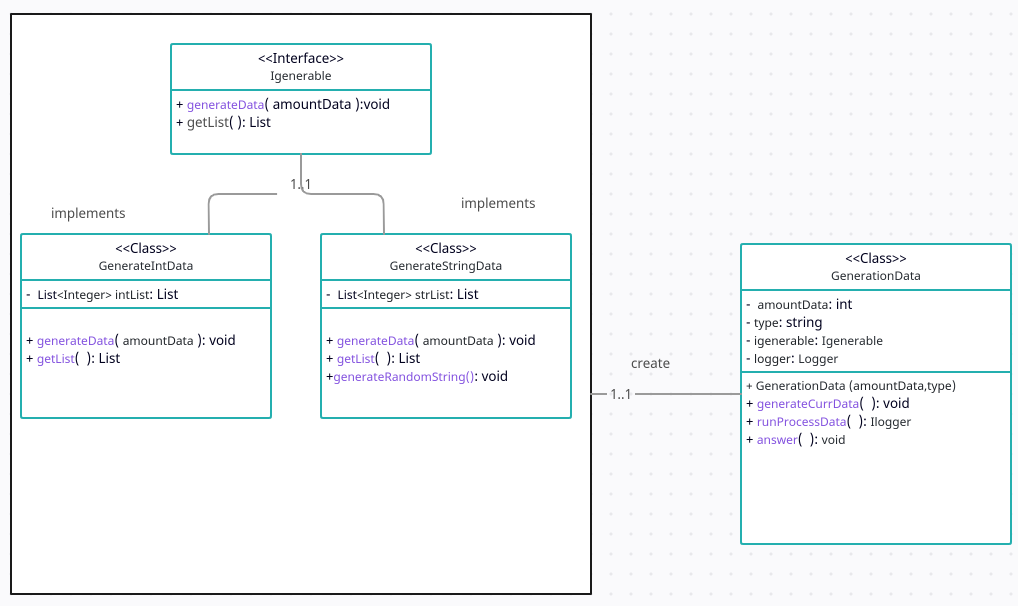 <<Interface>>
Igenerable
+ generateData( amountData ):void
+ getList( ): List
1..1
implements
implements
<<Class>>
GenerateIntData
- List<Integer> intList: List
+ generateData( amountData ): void
+ getList( ): List
<<Class>>
GenerateStringData
- List<Integer> strList: List
+ generateData( amountData ): void
+ getList( ): List
+generateRandomString(): void
create
1..1
<<Class>>
GenerationData
- amountData: int
- type: string
- igenerable: Igenerable
- logger: Logger
+ GenerationData (amountData,type)
+ generateCurrData( ): void
+ runProcessData( ): Ilogger
+ answer( ): void